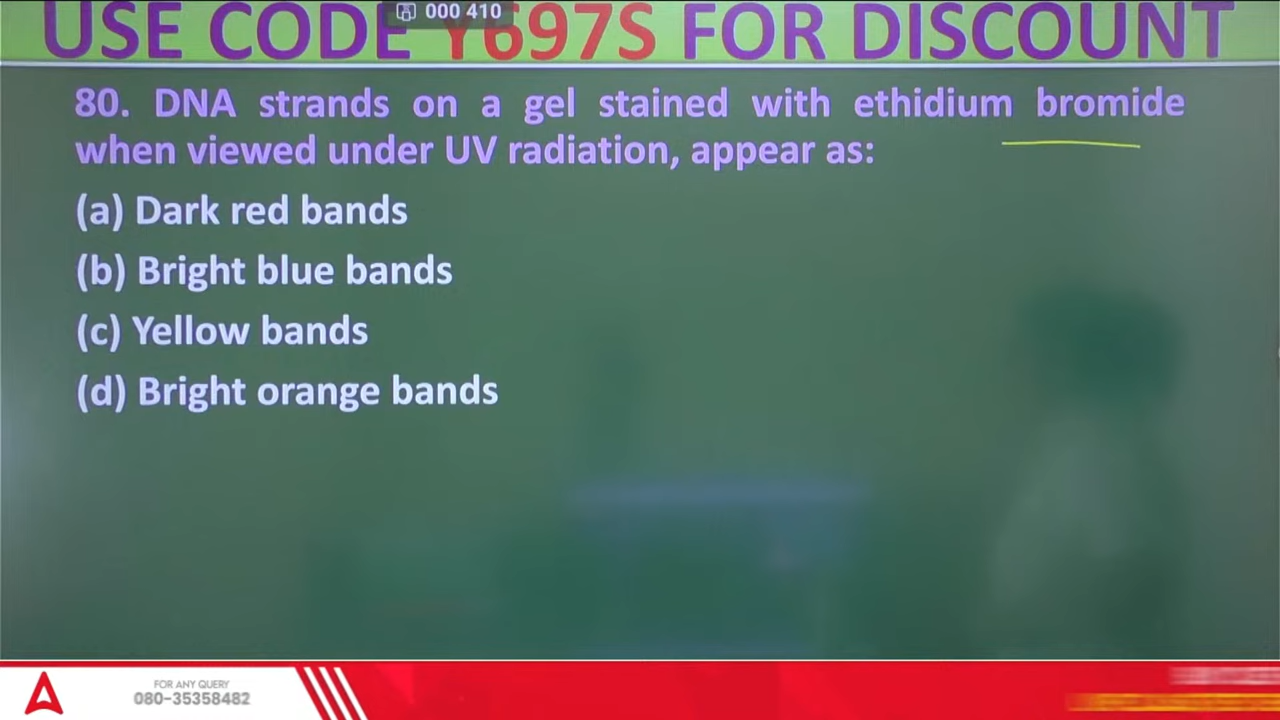 USE CODE Y697S FOR DISCOUNT
000 410
80. DNA strands on a gel stained with ethidium bromide
when viewed under UV radiation, appear as:
(a) Dark red bands
(b) Bright blue bands
(c) Yellow bands
(d) Bright orange bands
FOR ANY QUERY
080-35358482